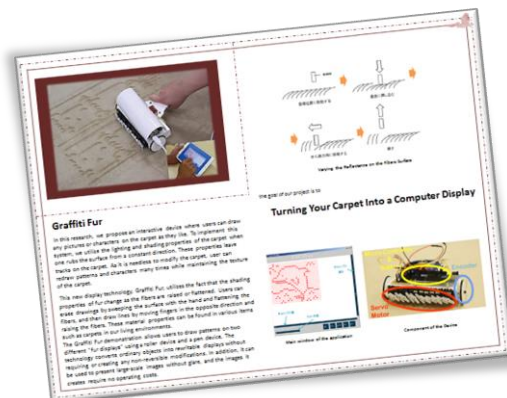 Graffiti Fur
In this research, we propose an interactive device where users can draw
any pictures or characters on the carpet as they like. To implement this
system, we utilize the lighting and shading properties of the carpet when
one rubs the surface from a constant direction. These properties leave
tracks on the carpet. As it is needless to modify the carpet, user can
redraw patterns and characters many times while maintaining the texture
of the carpet.
This new display technology, Graffiti Fur, utilizes the fact that the shading
properties of fur change as the fibers are raised or flattened. Users can
erase drawings by sweeping the surface with the hand and flattening the
fibers, and then draw lines by moving fingers in the opposite direction and
raising the fibers. These material properties can be found in various items
such as carpets in our living environments.
The Graffiti Fur demonstration allows users to draw patterns on two
different "fur displays" using a roller device and a pen device. The
technology converts ordinary objects into rewritable displays without
requiring or creating any non-reversible modifications. In addition, it can
be used to present large-scale images without glare, and the images it
creates require no operating costs.
Varying the Reflectance on the Fibers Surface
the goal of our project is to
Turning Your Carpet Into a Computer Display
Main window of the application
Servo
Motor
Component of the Device